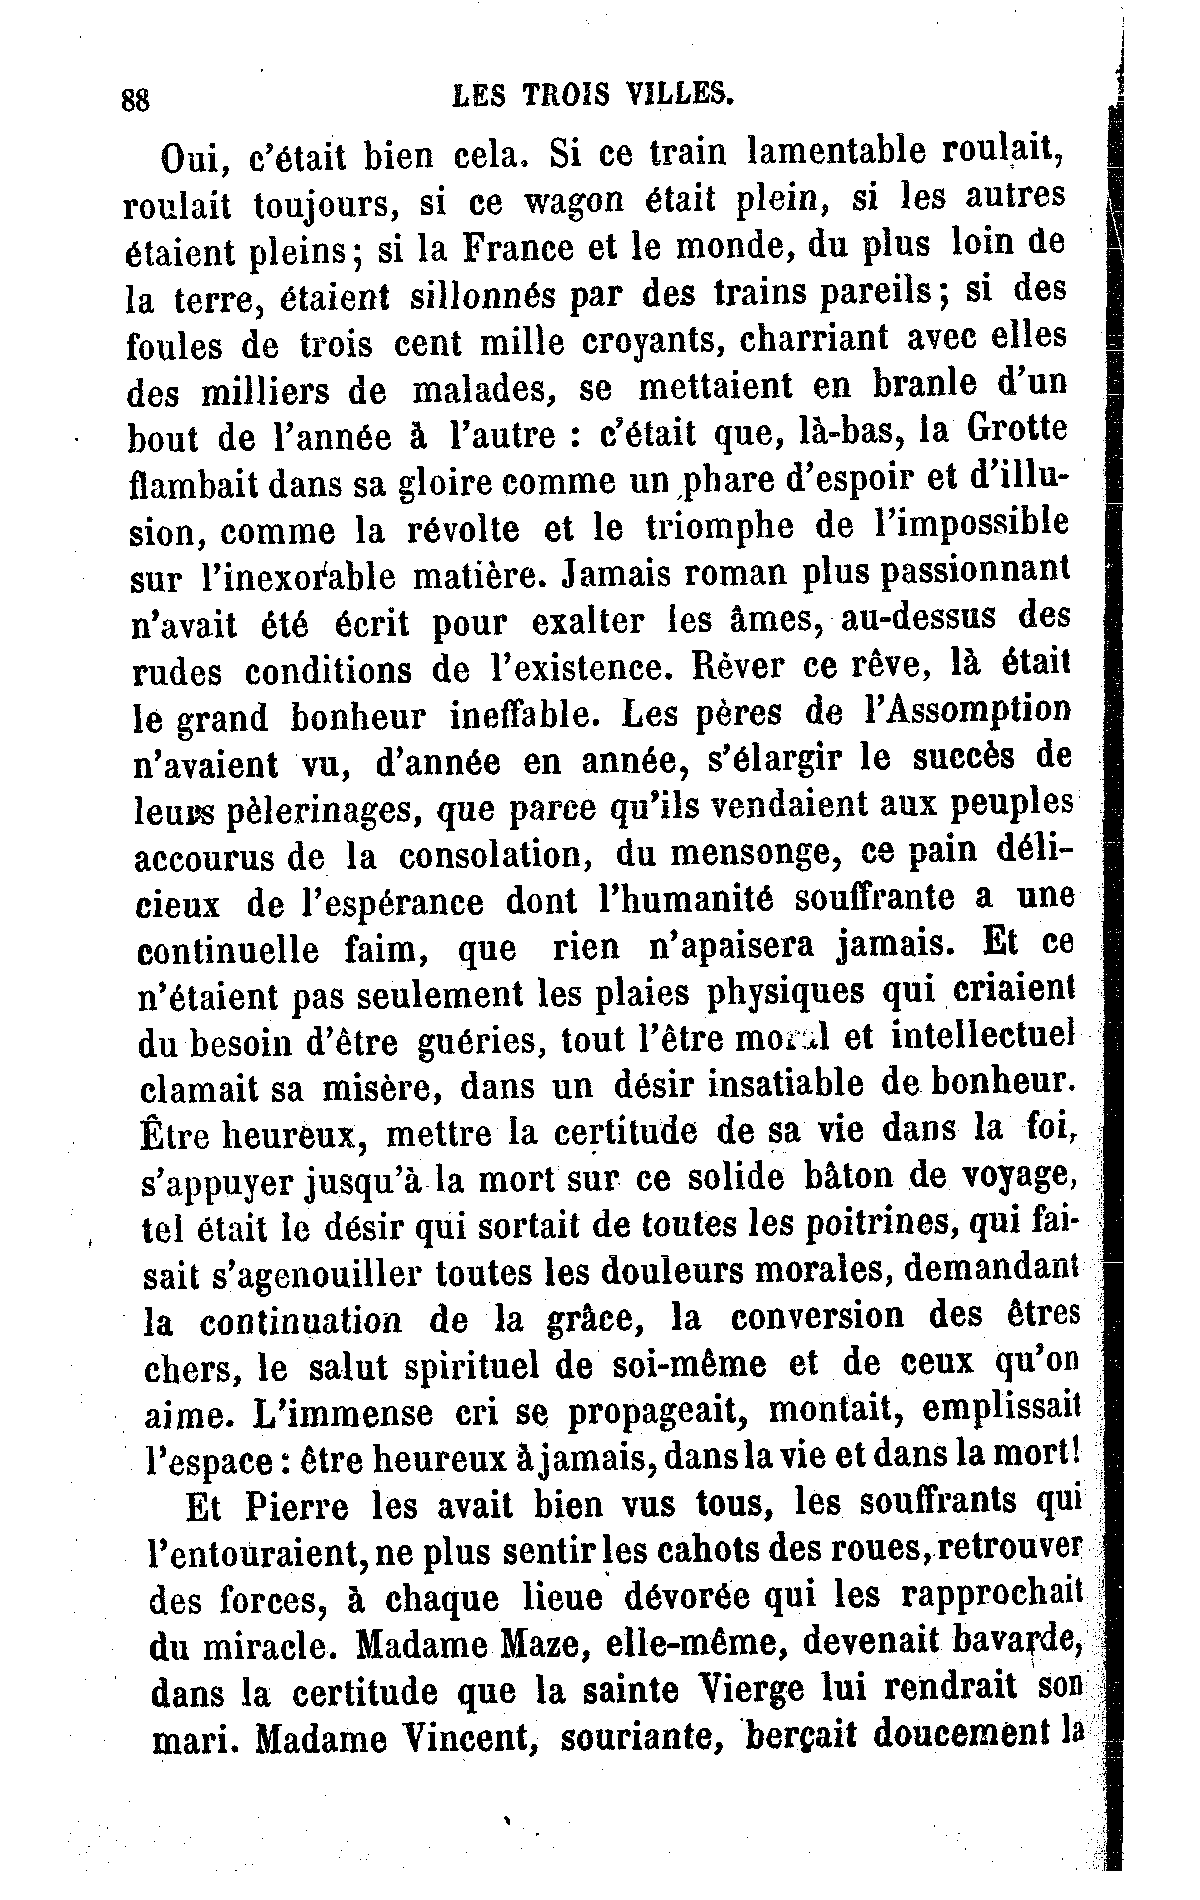 88 LES TROIS VILLES.
Oui, c'était bien cela. Si ce train lamentable roulait,
roulait toujours, si ce wagon était plein, si les autres
étaient pleins; si la France et le monde, du plus loin de
la terre, étaient sillonnés par des trains pareils; si des
foules de trois cent mille croyants, charriant avec elles
des milliers de malades, se mettaient en branle d'un
bout de l'année à l'autre : c'était que, là-bas, la Grotte
flambait dans sa gloire comme un phare d'espoir et d'illu-
sion, comme la révolte et le triomphe de l'impossible
sur l'inexorable matière. Jamais roman plus passionnant
n'avait été écrit pour exalter les âmes, au-dessus des
rudes conditions de l'existence. Rêver ce rêve, là était
le grand bonheur ineffable. Les pères de l'Assomption
n'avaient vu, d'année en année, s'élargir le succès de
leurs pèlerinages, que parce qu'ils vendaient aux peuples
accourus de la consolation, du mensonge, ce pain déli-
cieux de l'espérance dont l'humanité souffrante a une
continuelle faim, que rien n'apaisera jamais. Et ce
n'étaient pas seulement les plaies physiques qui criaient
du besoin d'être guéries, tout l'être moral et intellectuel
clamait sa misère, dans un désir insatiable de bonheur.
Être heureux, mettre la certitude de sa vie dans la foi,
s'appuyer jusqu'à la mort sur ce solide bâton de voyage,
tel était le désir qui sortait de toutes les poitrines, qui fai-
sait s'agenouiller toutes les douleurs morales, demandant
la continuation de la grâce, la conversion des êtres
chers, le salut spirituel de soi-même et de ceux qu'on
aime. L'immense cri se propageait, montait, emplissait
l'espace : être heureux à jamais, dans la vie et dans la mort!
Et Pierre les avait bien vus tous, les souffrants qui
l'entouraient, ne plus sentir les cahots des roues, retrouver
des forces, à chaque lieue dévorée qui les rapprochait
du miracle. Madame Maze, elle-même, devenait bavarde,
dans la certitude que la sainte Vierge lui rendrait son
mari. Madame Vincent, souriante, berçait doucement la